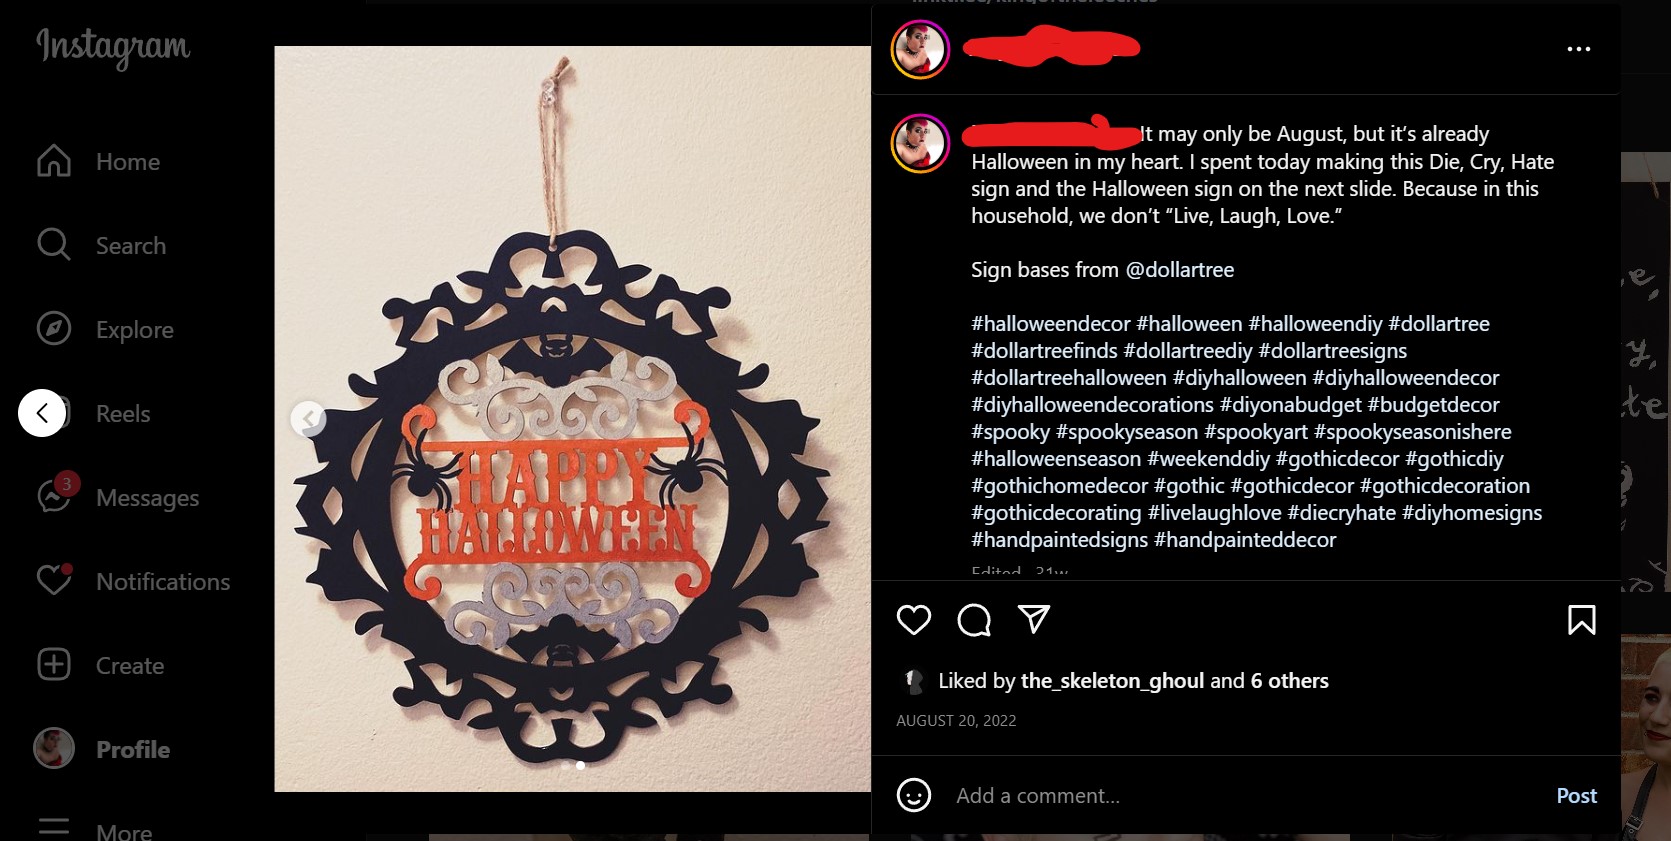 Instagram
Home
Search
Explore
Reels
3
Messages
Notifications
Create
Profile
More
HAPPY
HALLOWEEN
It may only be August, but it's already
Halloween in my heart. I spent today making this Die, Cry, Hate
sign and the Halloween sign on the next slide. Because in this
household, we don't “Live, Laugh, Love.”
Sign bases from @dollartree
#halloweendecor #halloween #halloweendiy #dollartree
#dollartreefinds #dollartreediy #dollartreesigns
#dollartreehalloween #diyhalloween #diyhalloweendecor
#diyhalloweendecorations #diyonabudget #budgetdecor
#spooky #spookyseason #spookyart #spookyseasonishere
#halloweenseason #weekenddiy #gothicdecor #gothicdiy
#gothichomedecor #gothic #gothicdecor #gothicdecoration
#gothicdecorating #livelaughlove #diecryhate #diyhomesigns
#handpaintedsigns #handpainteddecor
Edited · 31w
Liked by the_skeleton_ghoul and 6 others
AUGUST 20, 2022
Add a comment...
Post